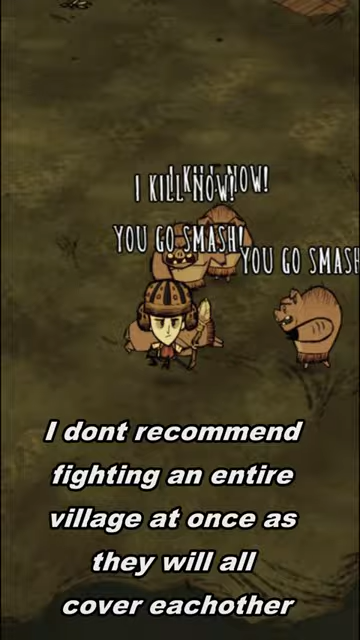 I KILL NOW!
I KILL NOW!
YOU GO SMASH!
YOU GO SMASH
I dont recommend
fighting an entire
village at once as
they will all
cover eachother